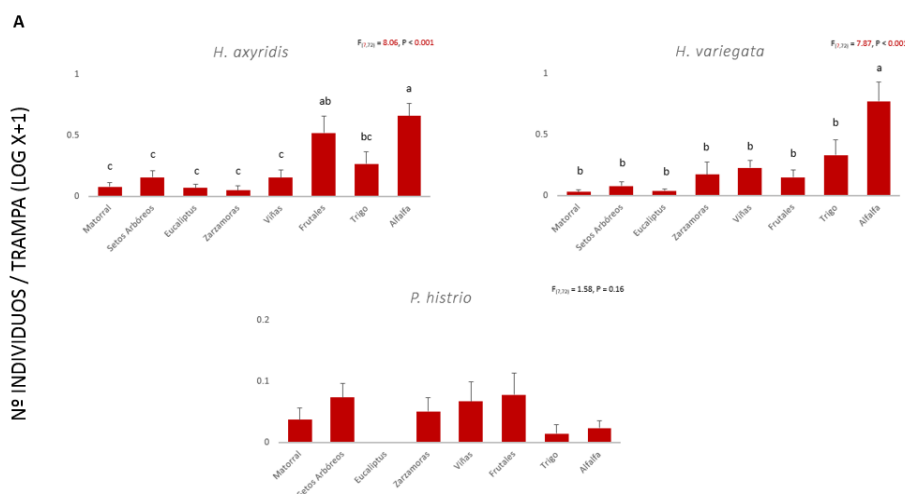 A
Nº INDIVIDUOS / TRAMPA (LOG X+1)
H. axyridis
F(7,72) = 8.06, P < 0.001
1
0.5
0
c c c c c ab bc a
Matorral Setos Arbóreos Eucaliptus Zarzamoras Viñas Frutales Trigo Alfalfa
H. variegata
F(7,72) = 7.87, P < 0.001
1
0.5
0
b b b b b b b a
Matorral Setos Arbóreos Eucaliptus Zarzamoras Viñas Frutales Trigo Alfalfa
P. histrio
F(7,72) = 1.58, P = 0.16
0.2
0.1
0
Matorral Setos Arbóreos Eucaliptus Zarzamoras Viñas Frutales Trigo Alfalfa